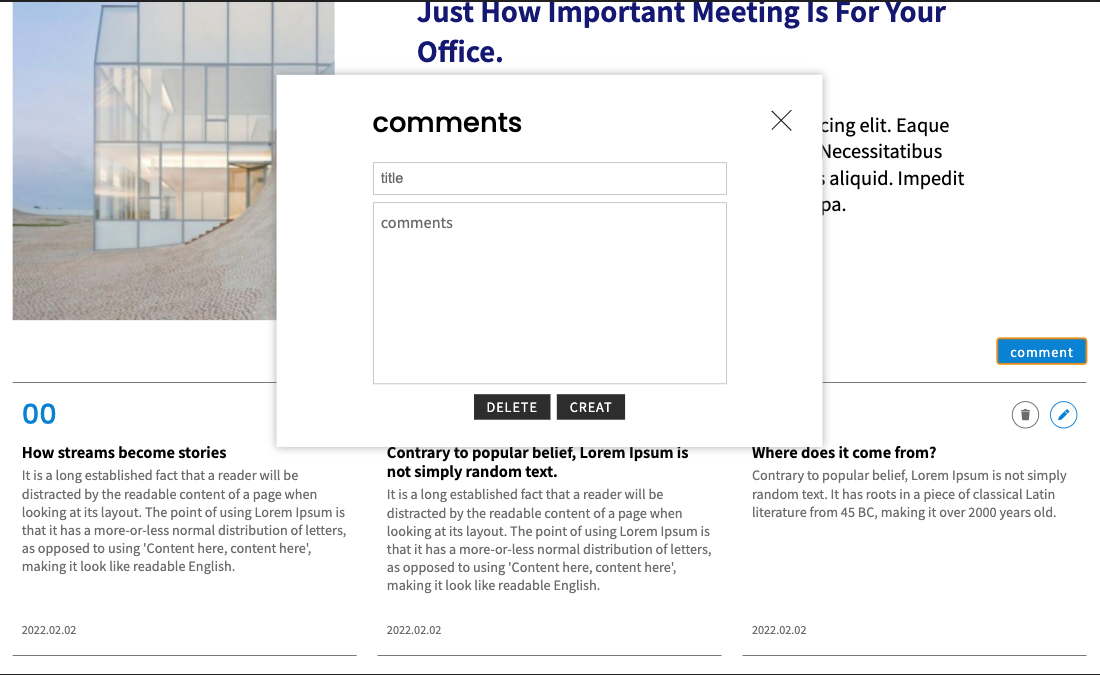 Just How Important Meeting Is For Your
Office.
comments
cing elit. Eaque
Necessitatibus
s aliquid. Impedit
pa.
title
comments
comment
DELETE CREAT
00
How streams become stories
It is a long established fact that a reader will be
distracted by the readable content of a page when
looking at its layout. The point of using Lorem Ipsum is
that it has a more-or-less normal distribution of letters,
as opposed to using 'Content here, content here',
making it look like readable English.
2022.02.02
Contrary to popular belief, Lorem Ipsum is
not simply random text.
It is a long established fact that a reader will be
distracted by the readable content of a page when
looking at its layout. The point of using Lorem Ipsum is
that it has a more-or-less normal distribution of letters,
as opposed to using 'Content here, content here',
making it look like readable English.
2022.02.02
Where does it come from?
Contrary to popular belief, Lorem Ipsum is not simply
random text. It has roots in a piece of classical Latin
literature from 45 BC, making it over 2000 years old.
2022.02.02